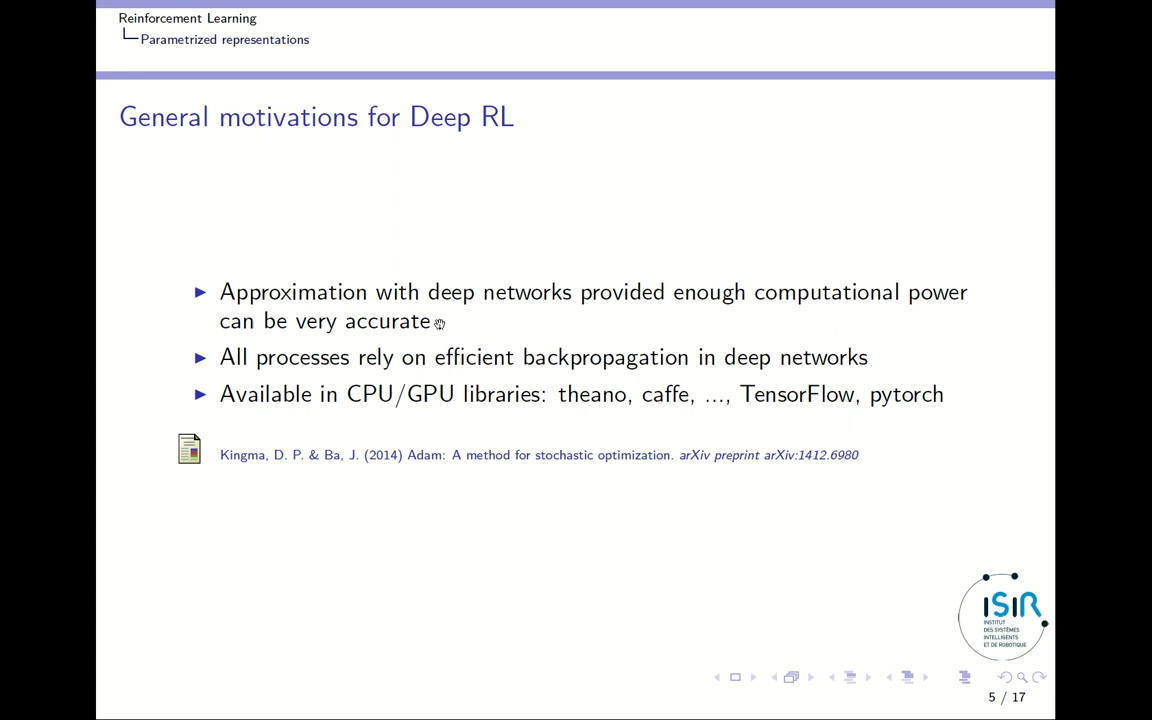 Reinforcement Learning
Parametrized representations
General motivations for Deep RL
Approximation with deep networks provided enough computational power
can be very accurate
All processes rely on efficient backpropagation in deep networks
Available in CPU/GPU libraries: theano, caffe, ..., TensorFlow, pytorch
Kingma, D. P. & Ba, J. (2014) Adam: A method for stochastic optimization. arXiv preprint arXiv:1412.6980
ISIR
INSTITUT
DES SYSTÈMES
INTELLIGENTS
ET DE ROBOTIQUE
5 / 17